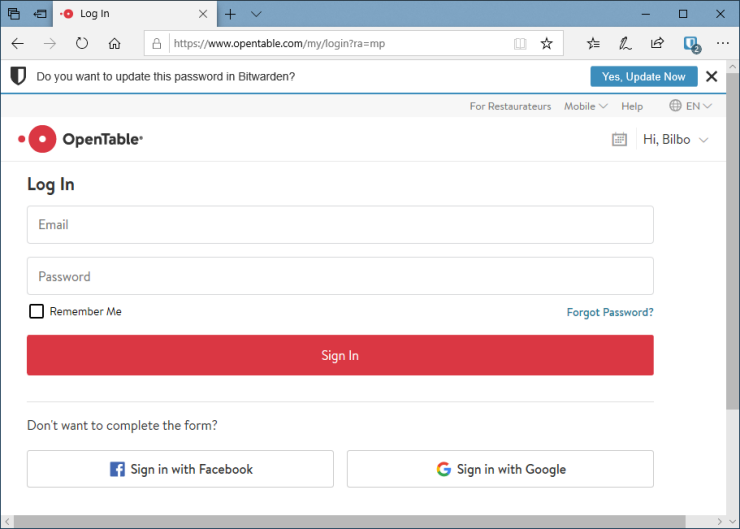 Log In
https://www.opentable.com/my/login?ra=mp
2
Do you want to update this password in Bitwarden?
Yes, Update Now
For Restaurateurs Mobile Help EN
OpenTable®
Hi, Bilbo
Log In
Email
Password
Remember Me
Forgot Password?
Sign In
Don't want to complete the form?
Sign in with Facebook
Sign in with Google